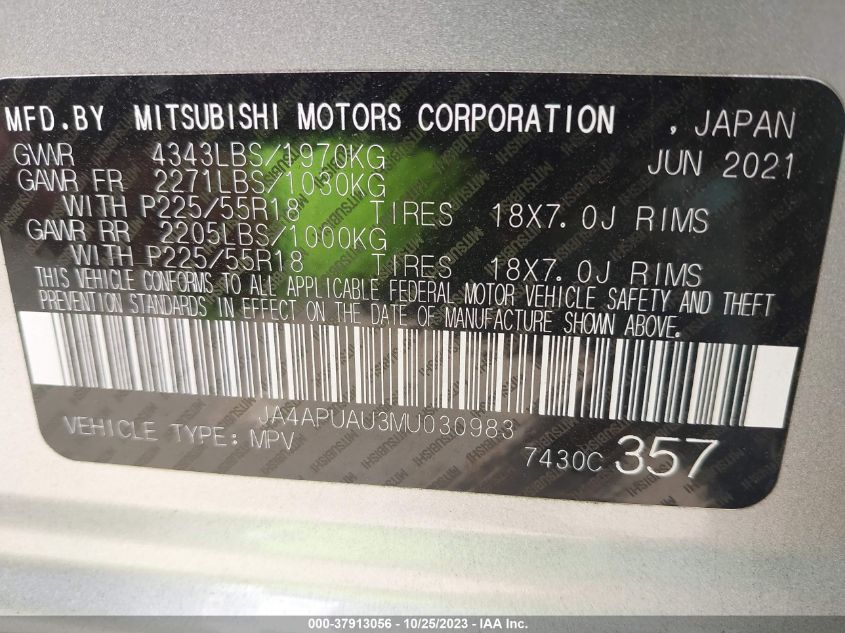 MFD.BY MITSUBISHI MOTORS CORPORATION , JAPAN
GVWR 4343LBS/1970KG JUN 2021
GAWR FR 2271LBS/1030KG
WITH P225/55R18 TIRES 18X7.0J RIMS
GAWR RR 2205LBS/1000KG
WITH P225/55R18 TIRES 18X7.0J RIMS
THIS VEHICLE CONFORMS TO ALL APPLICABLE FEDERAL MOTOR VEHICLE SAFETY AND THEFT
PREVENTION STANDARDS IN EFFECT ON THE DATE OF MANUFACTURE SHOWN ABOVE.
JA4APUAU3MU030983
VEHICLE TYPE: MPV
7430C 357
000-37913056 - 10/25/2023 - IAA Inc.